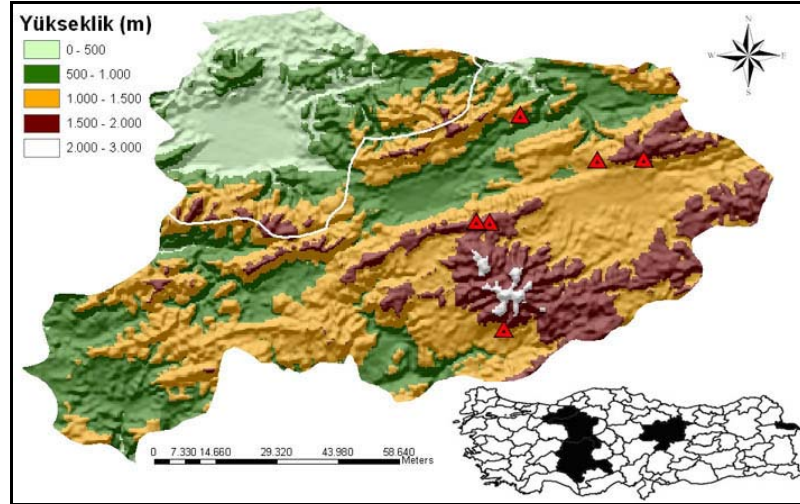 Yükseklik (m)
0 - 500
500 - 1.000
1.000 - 1.500
1.500 - 2.000
2.000 - 3.000
N
W E
S
0 7.330 14.660 29.320 43.980 58.640
Meters